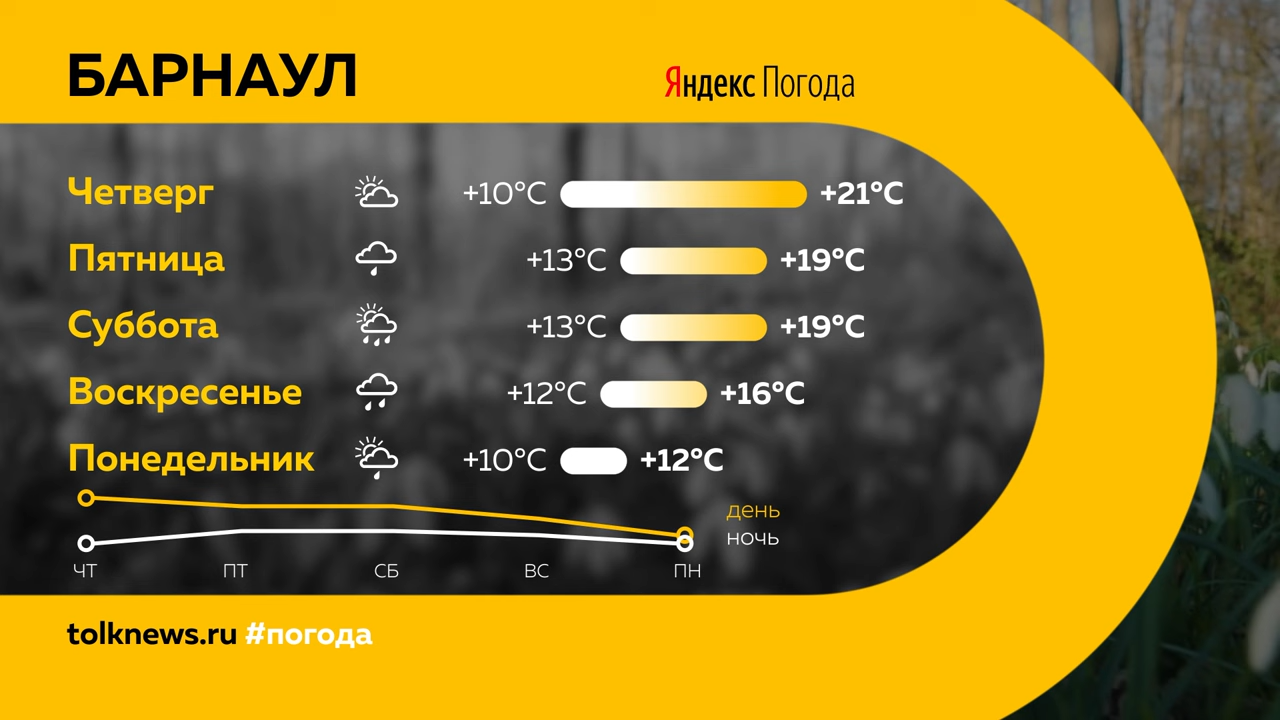 БАРНАУЛ
Яндекс Погода
Четверг +10°C +21°C
Пятница +13°C +19°C
Суббота +13°C +19°C
Воскресенье +12°C +16°C
Понедельник +10°C +12°C
день
ночь
ЧТ ПТ СБ ВС ПН
tolknews.ru #погода